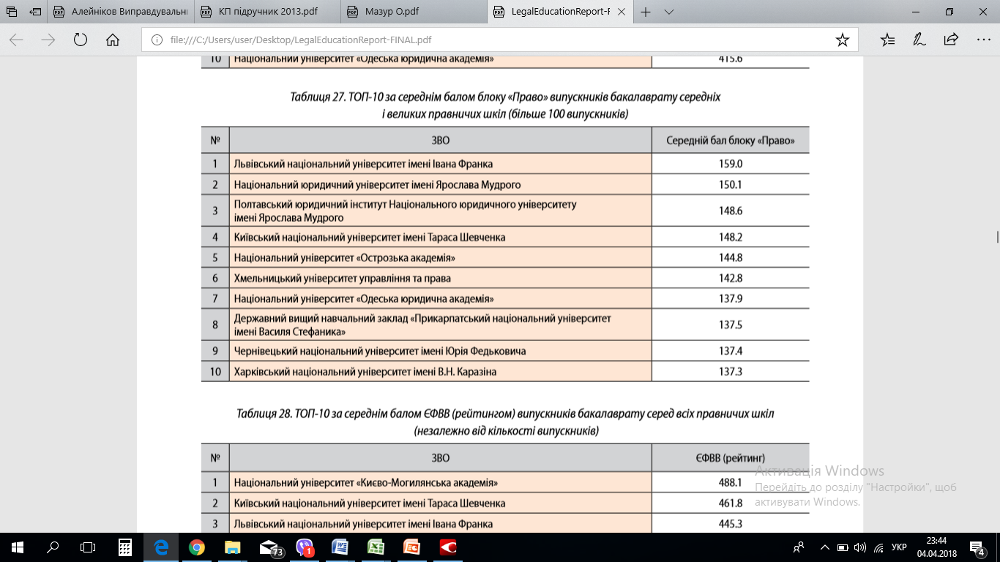 Алейніков Виправдувальн
КП підручник 2013.pdf
Мазур О.pdf
LegalEducationReport-F
file:///C:/Users/user/Desktop/LegalEducationReport-FINAL.pdf
10 Національний університет «Одеська юридична академія» 415.6
Таблиця 27. ТОП-10 за середнім балом блоку «Право» випускників бакалаврату середніх
і великих правничих шкіл (більше 100 випускників)
№ ЗВО Середній бал блоку «Право»
1 Львівський національний університет імені Івана Франка 159.0
2 Національний юридичний університет імені Ярослава Мудрого 150.1
3 Полтавський юридичний інститут Національного юридичного університету
імені Ярослава Мудрого 148.6
4 Київський національний університет імені Тараса Шевченка 148.2
5 Національний університет «Острозька академія» 144.8
6 Хмельницький університет управління та права 142.8
7 Національний університет «Одеська юридична академія» 137.9
8 Державний вищий навчальний заклад «Прикарпатський національний університет
імені Василя Стефаника» 137.5
9 Чернівецький національний університет імені Юрія Федьковича 137.4
10 Харківський національний університет імені В.Н. Каразіна 137.3
Таблиця 28. ТОП-10 за середнім балом ЄФВВ (рейтингом) випускників бакалаврату серед всіх правничих шкіл
(незалежно від кількості випускників)
№ ЗВО ЄФВВ (рейтинг)
1 Національний університет «Києво-Могилянська академія» 488.1
2 Київський національний університет імені Тараса Шевченка 461.8
3 Львівський національний університет імені Івана Франка 445.3
Активація Windows
Перейдіть до розділу "Настройки", щоб
активувати Windows.
73
1
УКР
23:44
04.04.2018
4